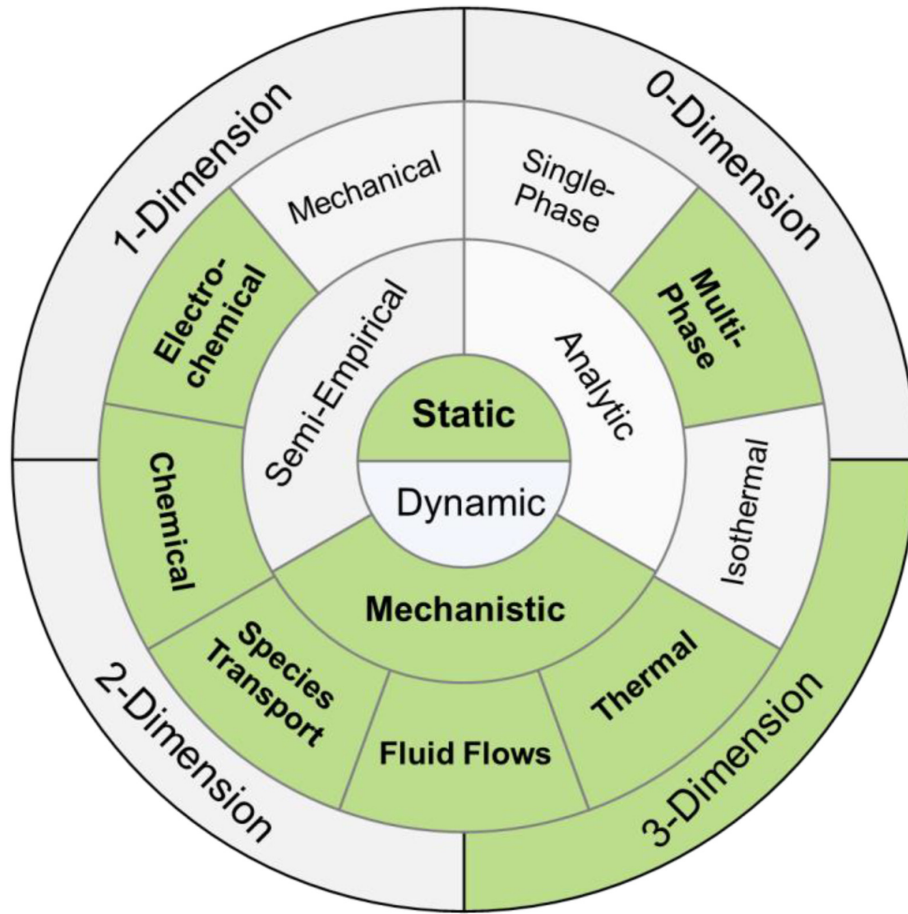 1-Dimension
0-Dimension
Mechanical
Single-
Phase
Electro-
chemical
Multi-
Phase
Semi-Empirical
Analytic
Static
Dynamic
Chemical
Isothermal
Mechanistic
Species
Transport
Fluid Flows
Thermal
2-Dimension
3-Dimension